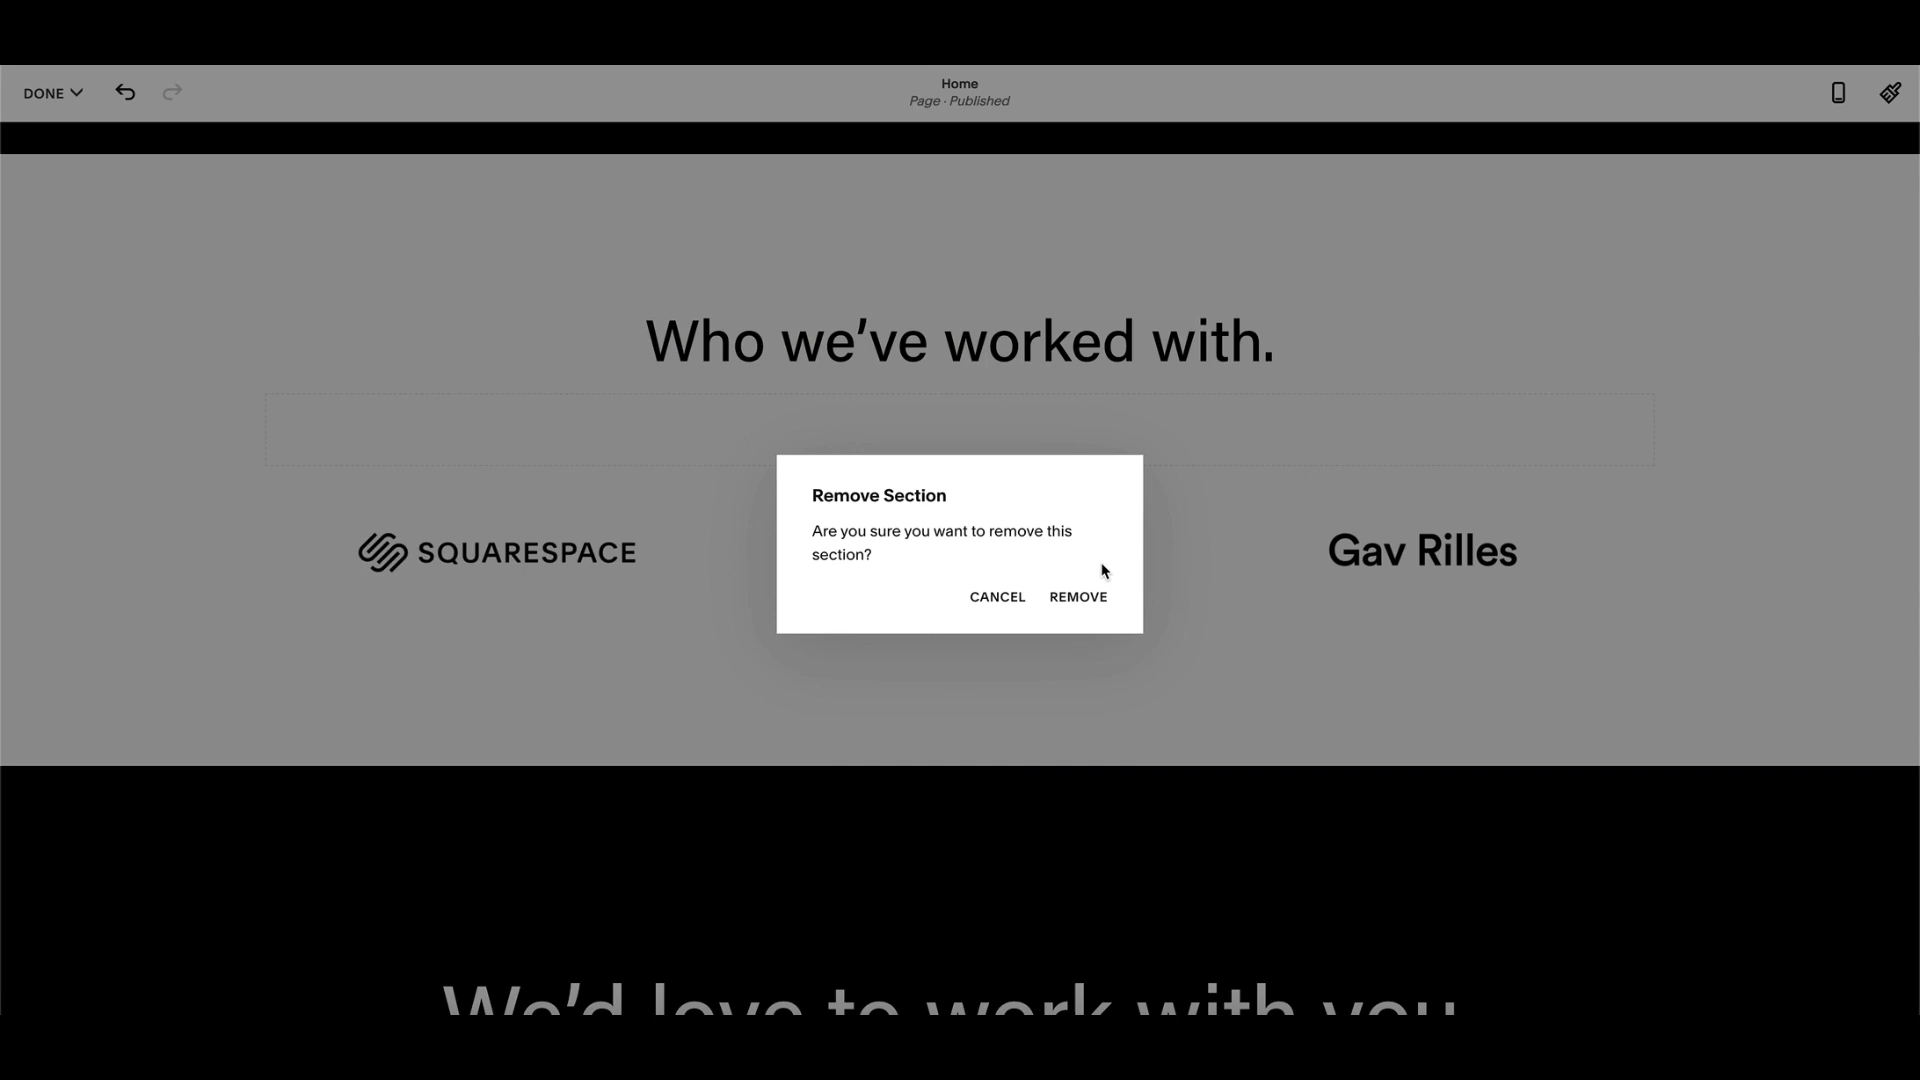 DONE
Home
Page · Published
Who we’ve worked with.
Remove Section
Are you sure you want to remove this
section?
SQUARESPACE
Gav Rilles
CANCEL REMOVE
We’d love to work with you